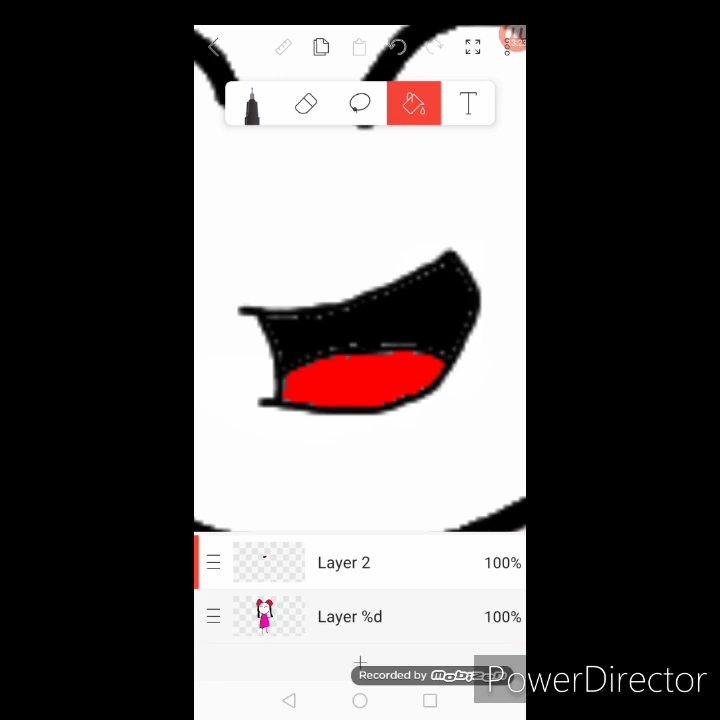 T
Layer 2 100%
Layer %d 100%
+
Recorded by
PowerDirector